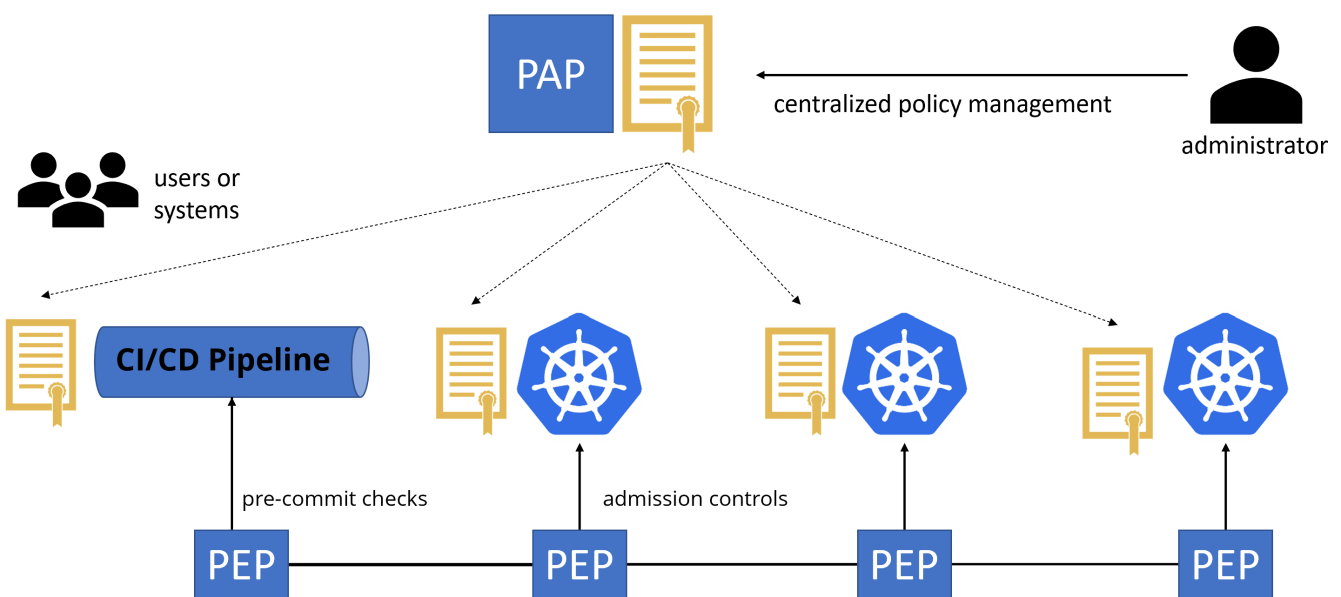 PAP
centralized policy management
administrator
users or
systems
CI/CD Pipeline
pre-commit checks
admission controls
PEP
PEP
PEP
PEP